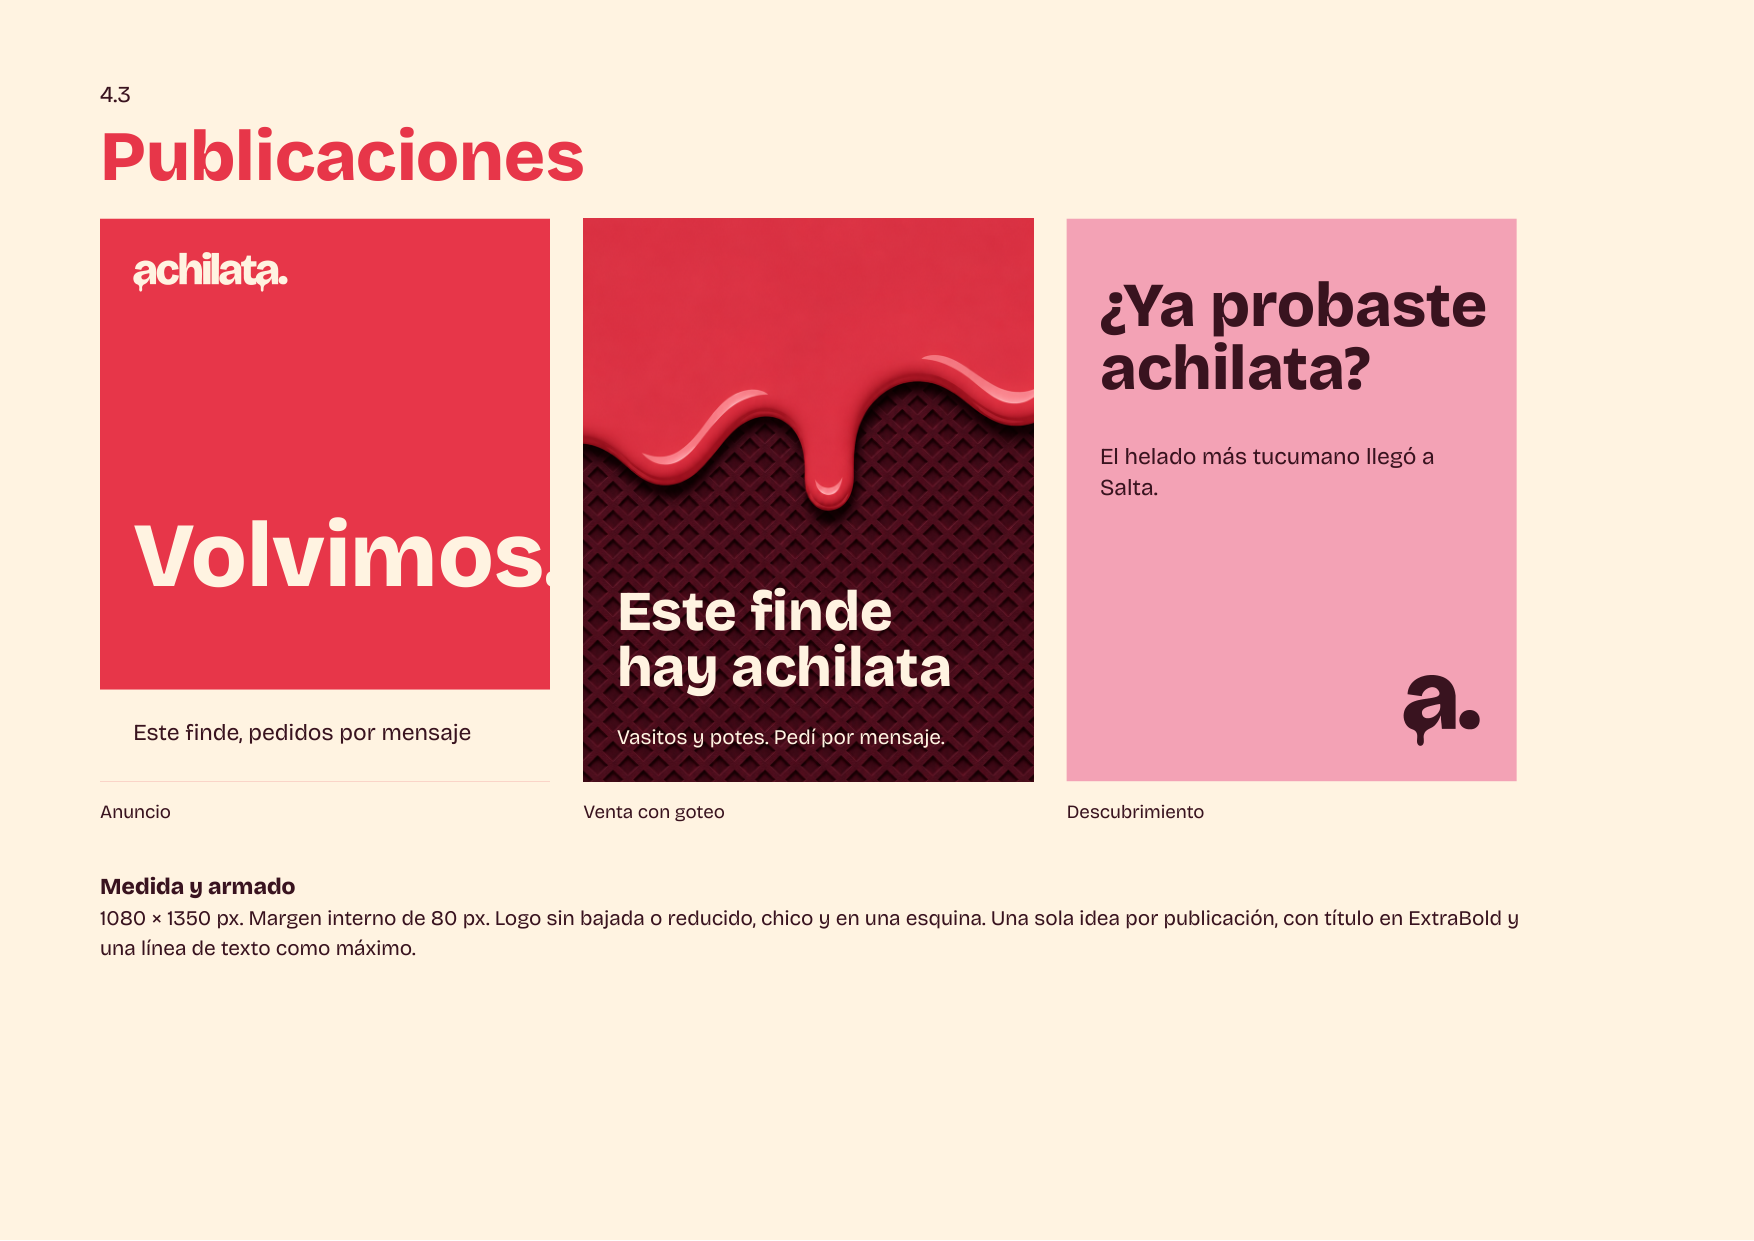 4.3
Publicaciones
achilata.
Volvimos.
Este finde, pedidos por mensaje
Anuncio
Este finde
hay achilata
Vasitos y potes. Pedí por mensaje.
Venta con goteo
¿Ya probaste
achilata?
El helado más tucumano llegó a
Salta.
a.
Descubrimiento
Medida y armado
1080 × 1350 px. Margen interno de 80 px. Logo sin bajada o reducido, chico y en una esquina. Una sola idea por publicación, con título en ExtraBold y
una línea de texto como máximo.